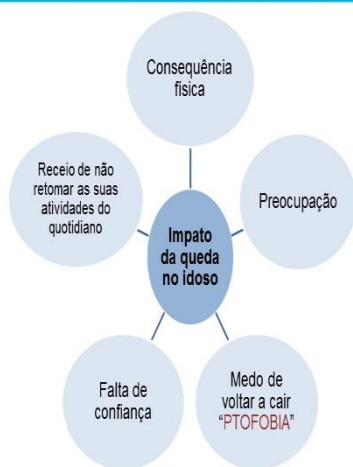 Consequência
física
Receio de não
retomar as suas
atividades do
quotidiano
Preocupação
Impato
da queda
no idoso
Falta de
confiança
Medo de
voltar a cair
“PTOFOBIA”